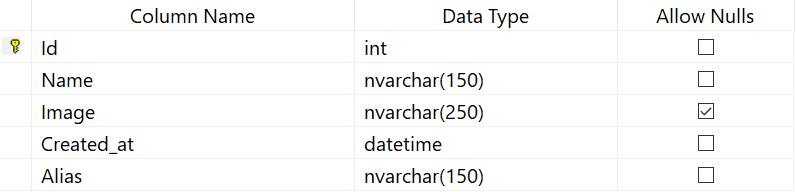 Column Name Data Type Allow Nulls
Id int
Name nvarchar(150)
Image nvarchar(250)
Created_at datetime
Alias nvarchar(150)